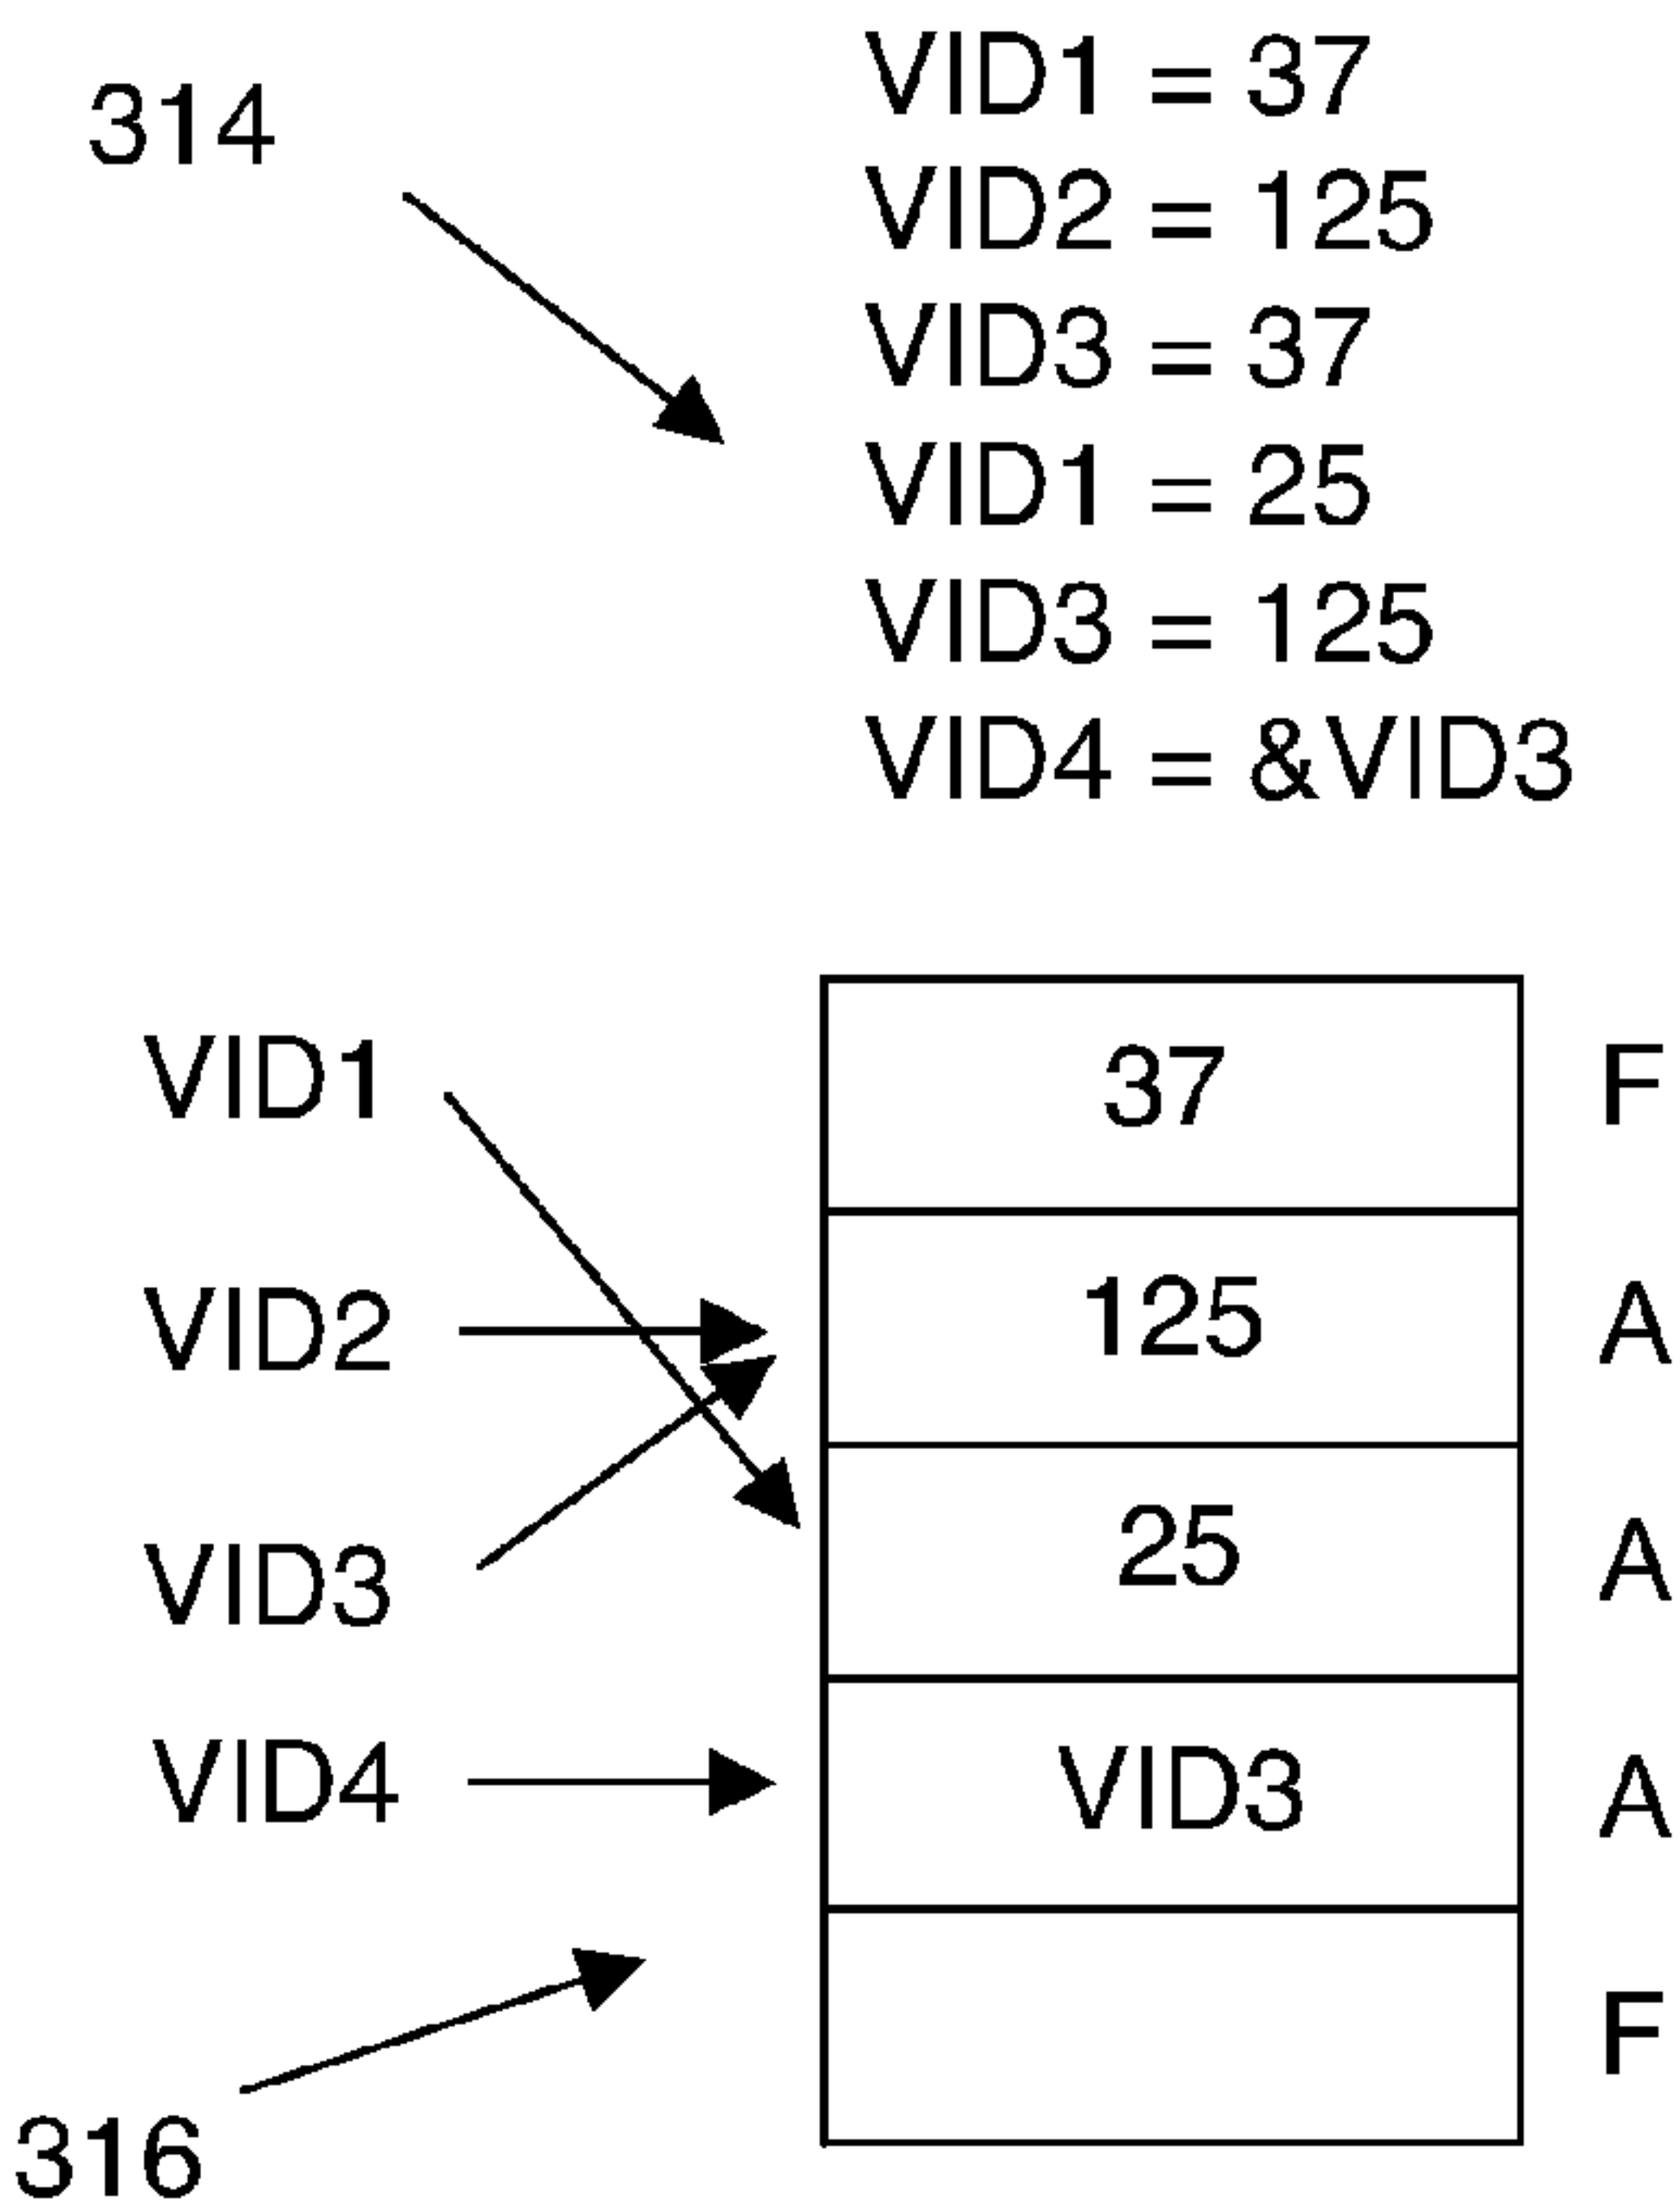 314
VID1 = 37
VID2 = 125
VID3 = 37
VID1 = 25
VID3 = 125
VID4 = &VID3
VID1
37
F
VID2
125
A
VID3
25
A
VID4
VID3
A
F
316